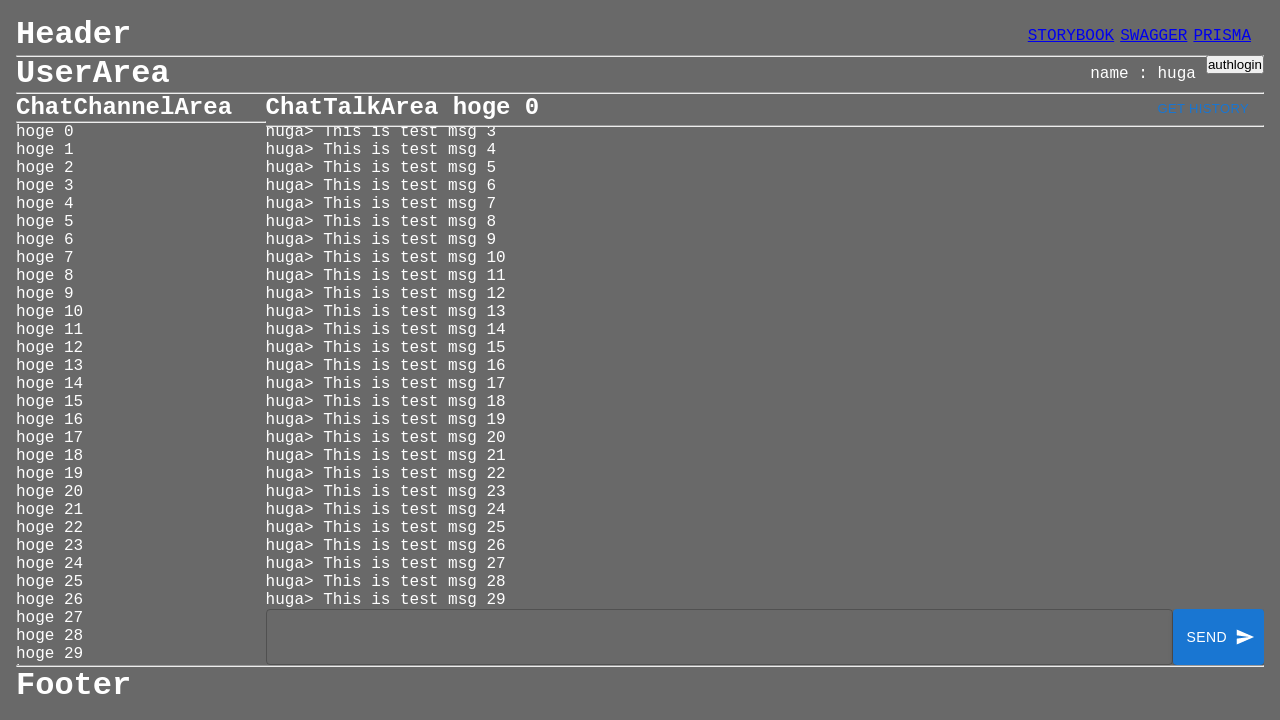 Header
STORYBOOK SWAGGER PRISMA
UserArea
name : huga
authlogin
ChatChannelArea
hoge 0
hoge 1
hoge 2
hoge 3
hoge 4
hoge 5
hoge 6
hoge 7
hoge 8
hoge 9
hoge 10
hoge 11
hoge 12
hoge 13
hoge 14
hoge 15
hoge 16
hoge 17
hoge 18
hoge 19
hoge 20
hoge 21
hoge 22
hoge 23
hoge 24
hoge 25
hoge 26
hoge 27
hoge 28
hoge 29
ChatTalkArea hoge 0
GET HISTORY
huga> This is test msg 3
huga> This is test msg 4
huga> This is test msg 5
huga> This is test msg 6
huga> This is test msg 7
huga> This is test msg 8
huga> This is test msg 9
huga> This is test msg 10
huga> This is test msg 11
huga> This is test msg 12
huga> This is test msg 13
huga> This is test msg 14
huga> This is test msg 15
huga> This is test msg 16
huga> This is test msg 17
huga> This is test msg 18
huga> This is test msg 19
huga> This is test msg 20
huga> This is test msg 21
huga> This is test msg 22
huga> This is test msg 23
huga> This is test msg 24
huga> This is test msg 25
huga> This is test msg 26
huga> This is test msg 27
huga> This is test msg 28
huga> This is test msg 29
SEND
Footer